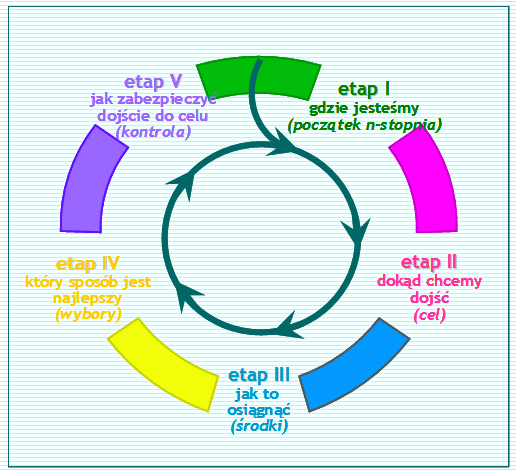 etap I
gdzie jesteśmy
(początek n-stoppia)
etap II
dokąd chcemy
dojść
(cel)
etap III
jak to
osiągnąć
(środki)
etap IV
który sposób jest
najlepszy
(wybory)
etap V
jak zabezpieczyć
dojście do celu
(kontrola)